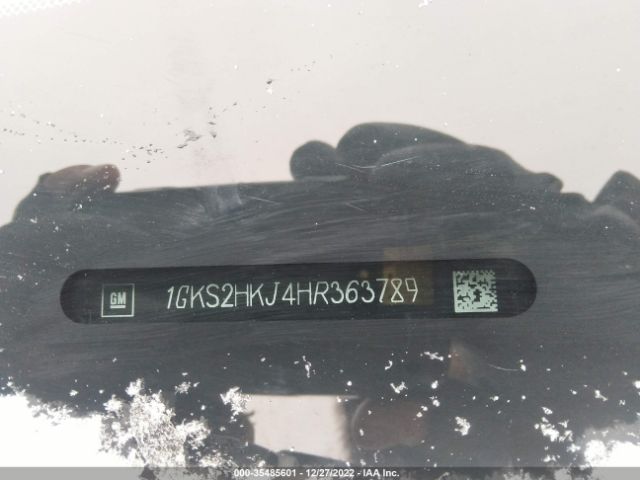 GM 1GKS2HKJ4HR363789
000-35485601 - 12/27/2022 - IAA Inc.